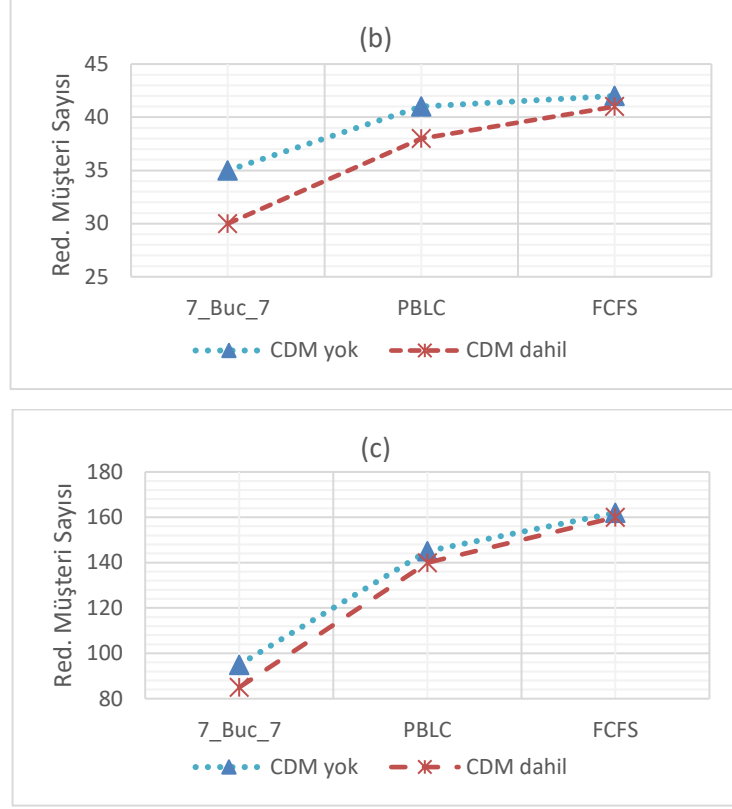 (b)
Red. Müşteri Sayısı
45
40
35
30
25
7_Buc_7 PBLC FCFS
CDM yok CDM dahil
(c)
Red. Müşteri Sayısı
180
160
140
120
100
80
7_Buc_7 PBLC FCFS
CDM yok CDM dahil